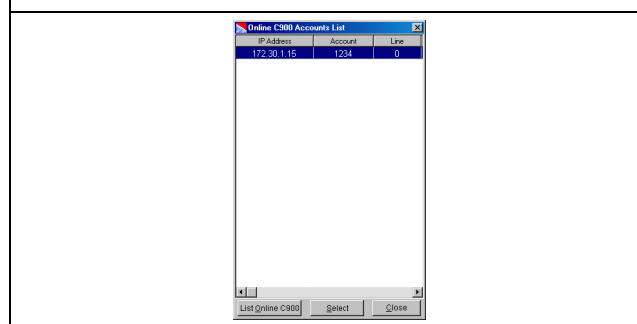 Online C900 Accounts List
IP Address Account Line
172.30.1.15 1234 0
List Online C900 Select Close